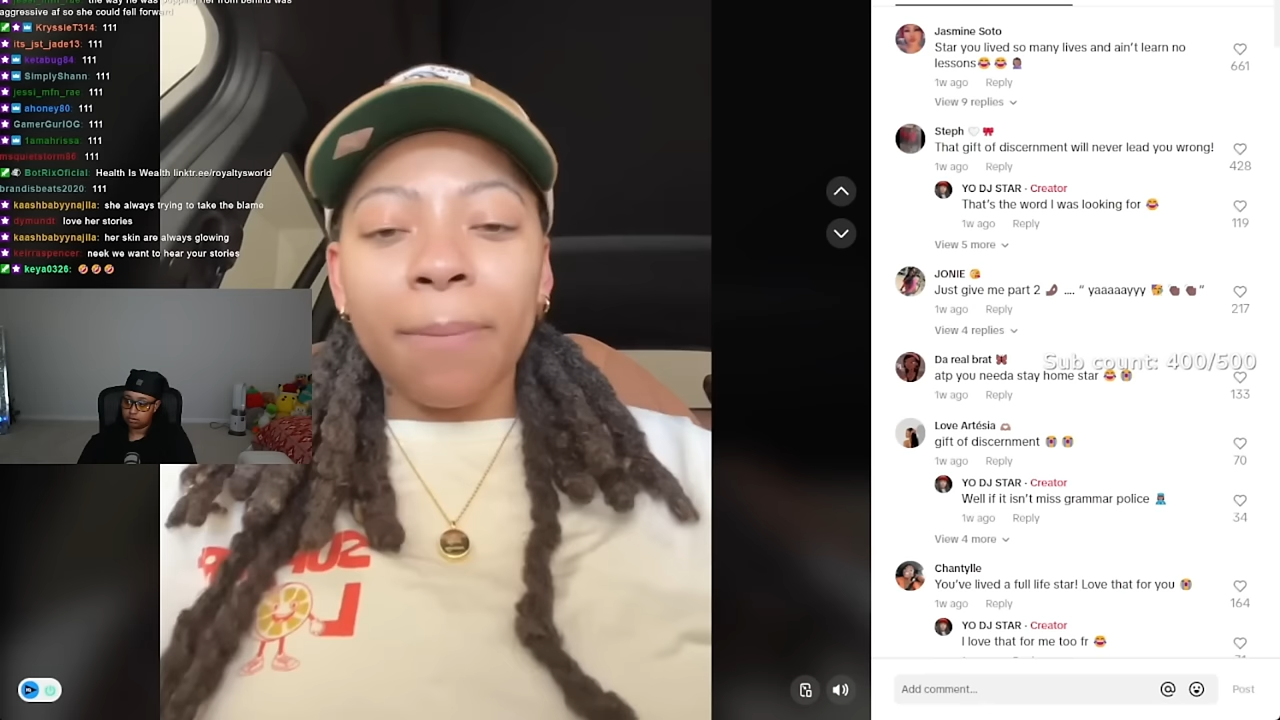 aggressive af so she could fell forward
KryssieT314: 111
its_jst_jade13: 111
ketabug84: 111
SimplyShann: 111
jessi_mfn_rae: 111
ahoney80: 111
GamerGurlOG: 111
1amahrissa: 111
msquietstorm86: 111
BotRixOficial: Health Is Wealth linktr.ee/royaltysworld
brandisbeats2020: 111
kaashbabyynajlla: she always trying to take the blame
dymundt: love her stories
kaashbabyynajlla: her skin are always glowing
keirraspencer: neek we want to hear your stories
keya0326: 🤣🤣🤣
Jasmine Soto
Star you lived so many lives and ain't learn no
lessons😂😂🤦🏽‍♀️
661
1w ago Reply
View 9 replies
Steph 🤍🎀
That gift of discernment will never lead you wrong!
428
1w ago Reply
YO DJ STAR · Creator
That's the word I was looking for 😂
119
1w ago Reply
View 5 more
JONIE 😘
Just give me part 2 💅🏾 .... " yaaaaayyy 🥰👏🏿👏🏿"
217
1w ago Reply
View 4 replies
Da real brat 🦋
Sub count: 400/500
atp you needa stay home star 😂😭
133
1w ago Reply
Love Artésia 🫶🏽
gift of discernment 😭😭
70
1w ago Reply
YO DJ STAR · Creator
Well if it isn't miss grammar police 👮🏽‍♀️
34
1w ago Reply
View 4 more
Chantylle
You've lived a full life star! Love that for you 😭
164
1w ago Reply
YO DJ STAR · Creator
I love that for me too fr 😂
Add comment...
Post